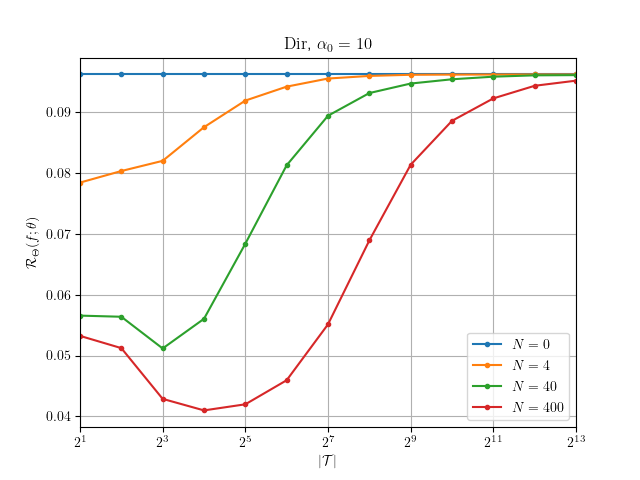 Dir, α₀ = 10
0.09
0.08
0.07
0.06
0.05
0.04
2¹
2³
2⁵
2⁷
2⁹
2¹¹
2¹³
ℛ_Θ(f; θ)
|𝒯|
N = 0
N = 4
N = 40
N = 400